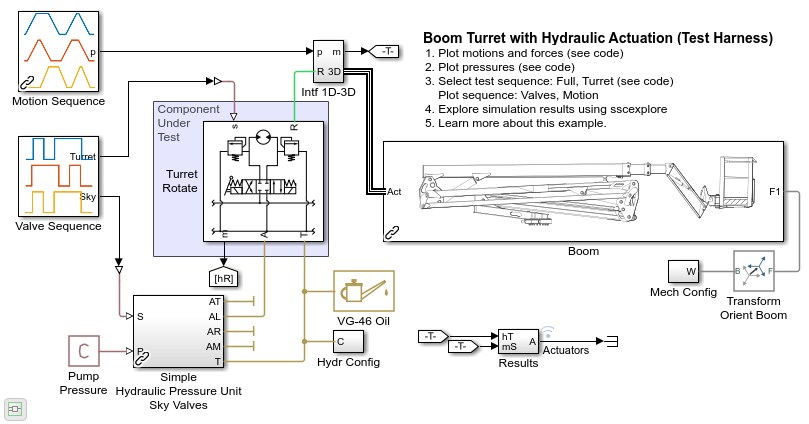 Boom Turret with Hydraulic Actuation (Test Harness)
1. Plot motions and forces (see code)
2. Plot pressures (see code)
3. Select test sequence: Full, Turret (see code)
Plot sequence: Valves, Motion
4. Explore simulation results using sscexplore
5. Learn more about this example.
p
Motion Sequence
p m
R 3D
Intf 1D-3D
-T-
Component
Under
Test
s
R
Turret
Rotate
m
A
T
Turret
Sky
Valve Sequence
Act
F1
Boom
[hR]
W
Mech Config
B
F
Transform
Orient Boom
S
P
AT
AL
AR
AM
T
Simple
Hydraulic Pressure Unit
Sky Valves
C
Pump
Pressure
VG-46 Oil
C
Hydr Config
-T-
-T-
hT
mS
A
Results
Actuators